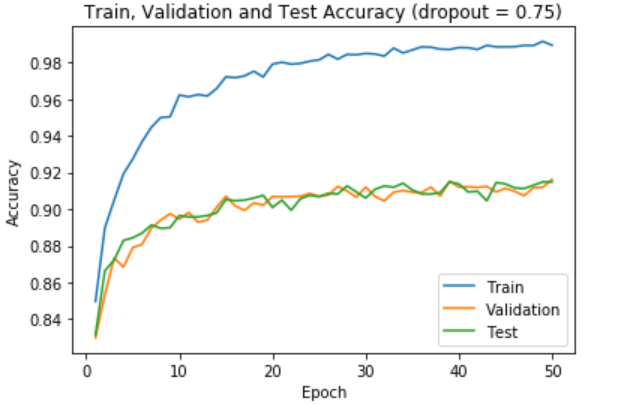 Train, Validation and Test Accuracy (dropout = 0.75)
0.98
0.96
0.94
0.92
0.90
0.88
0.86
0.84
Accuracy
Train
Validation
Test
0 10 20 30 40 50
Epoch